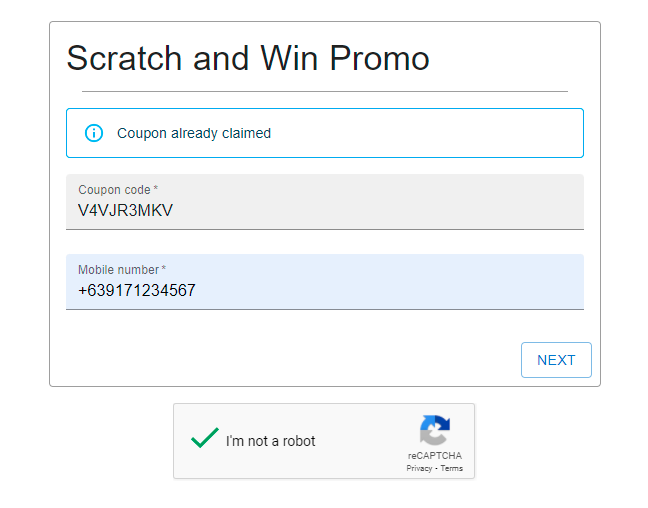 Scratch and Win Promo
Coupon already claimed
Coupon code *
V4VJR3MKV
Mobile number *
+639171234567
NEXT
I'm not a robot
reCAPTCHA
Privacy - Terms